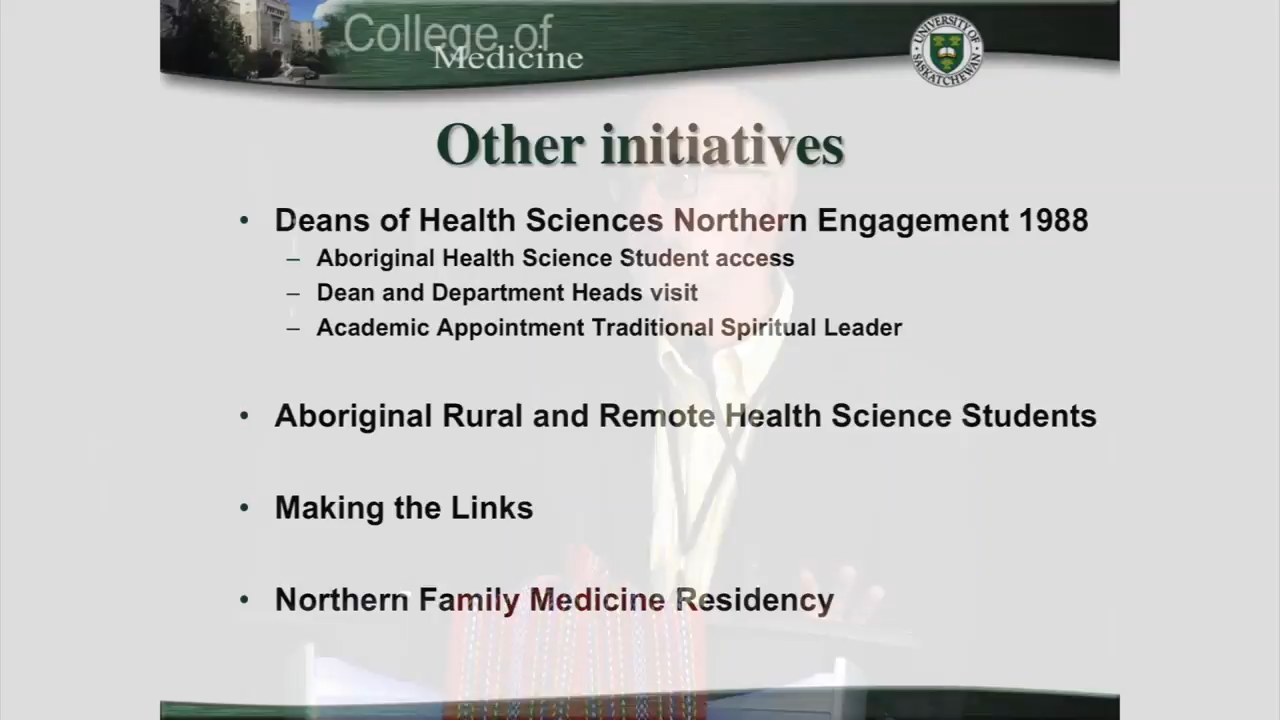 College of
Medicine
UNIVERSITY OF
SASKATCHEWAN
Other initiatives
• Deans of Health Sciences Northern Engagement 1988
– Aboriginal Health Science Student access
– Dean and Department Heads visit
– Academic Appointment Traditional Spiritual Leader
• Aboriginal Rural and Remote Health Science Students
• Making the Links
• Northern Family Medicine Residency